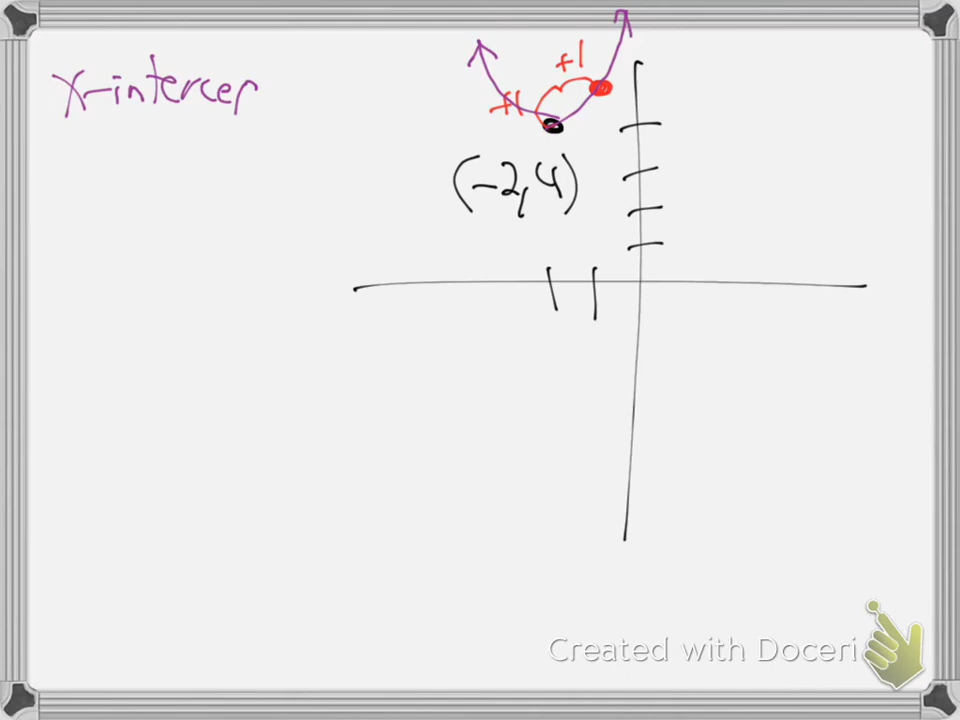 x-intercep
+1
+1
(-2,4)
Created with Doceri